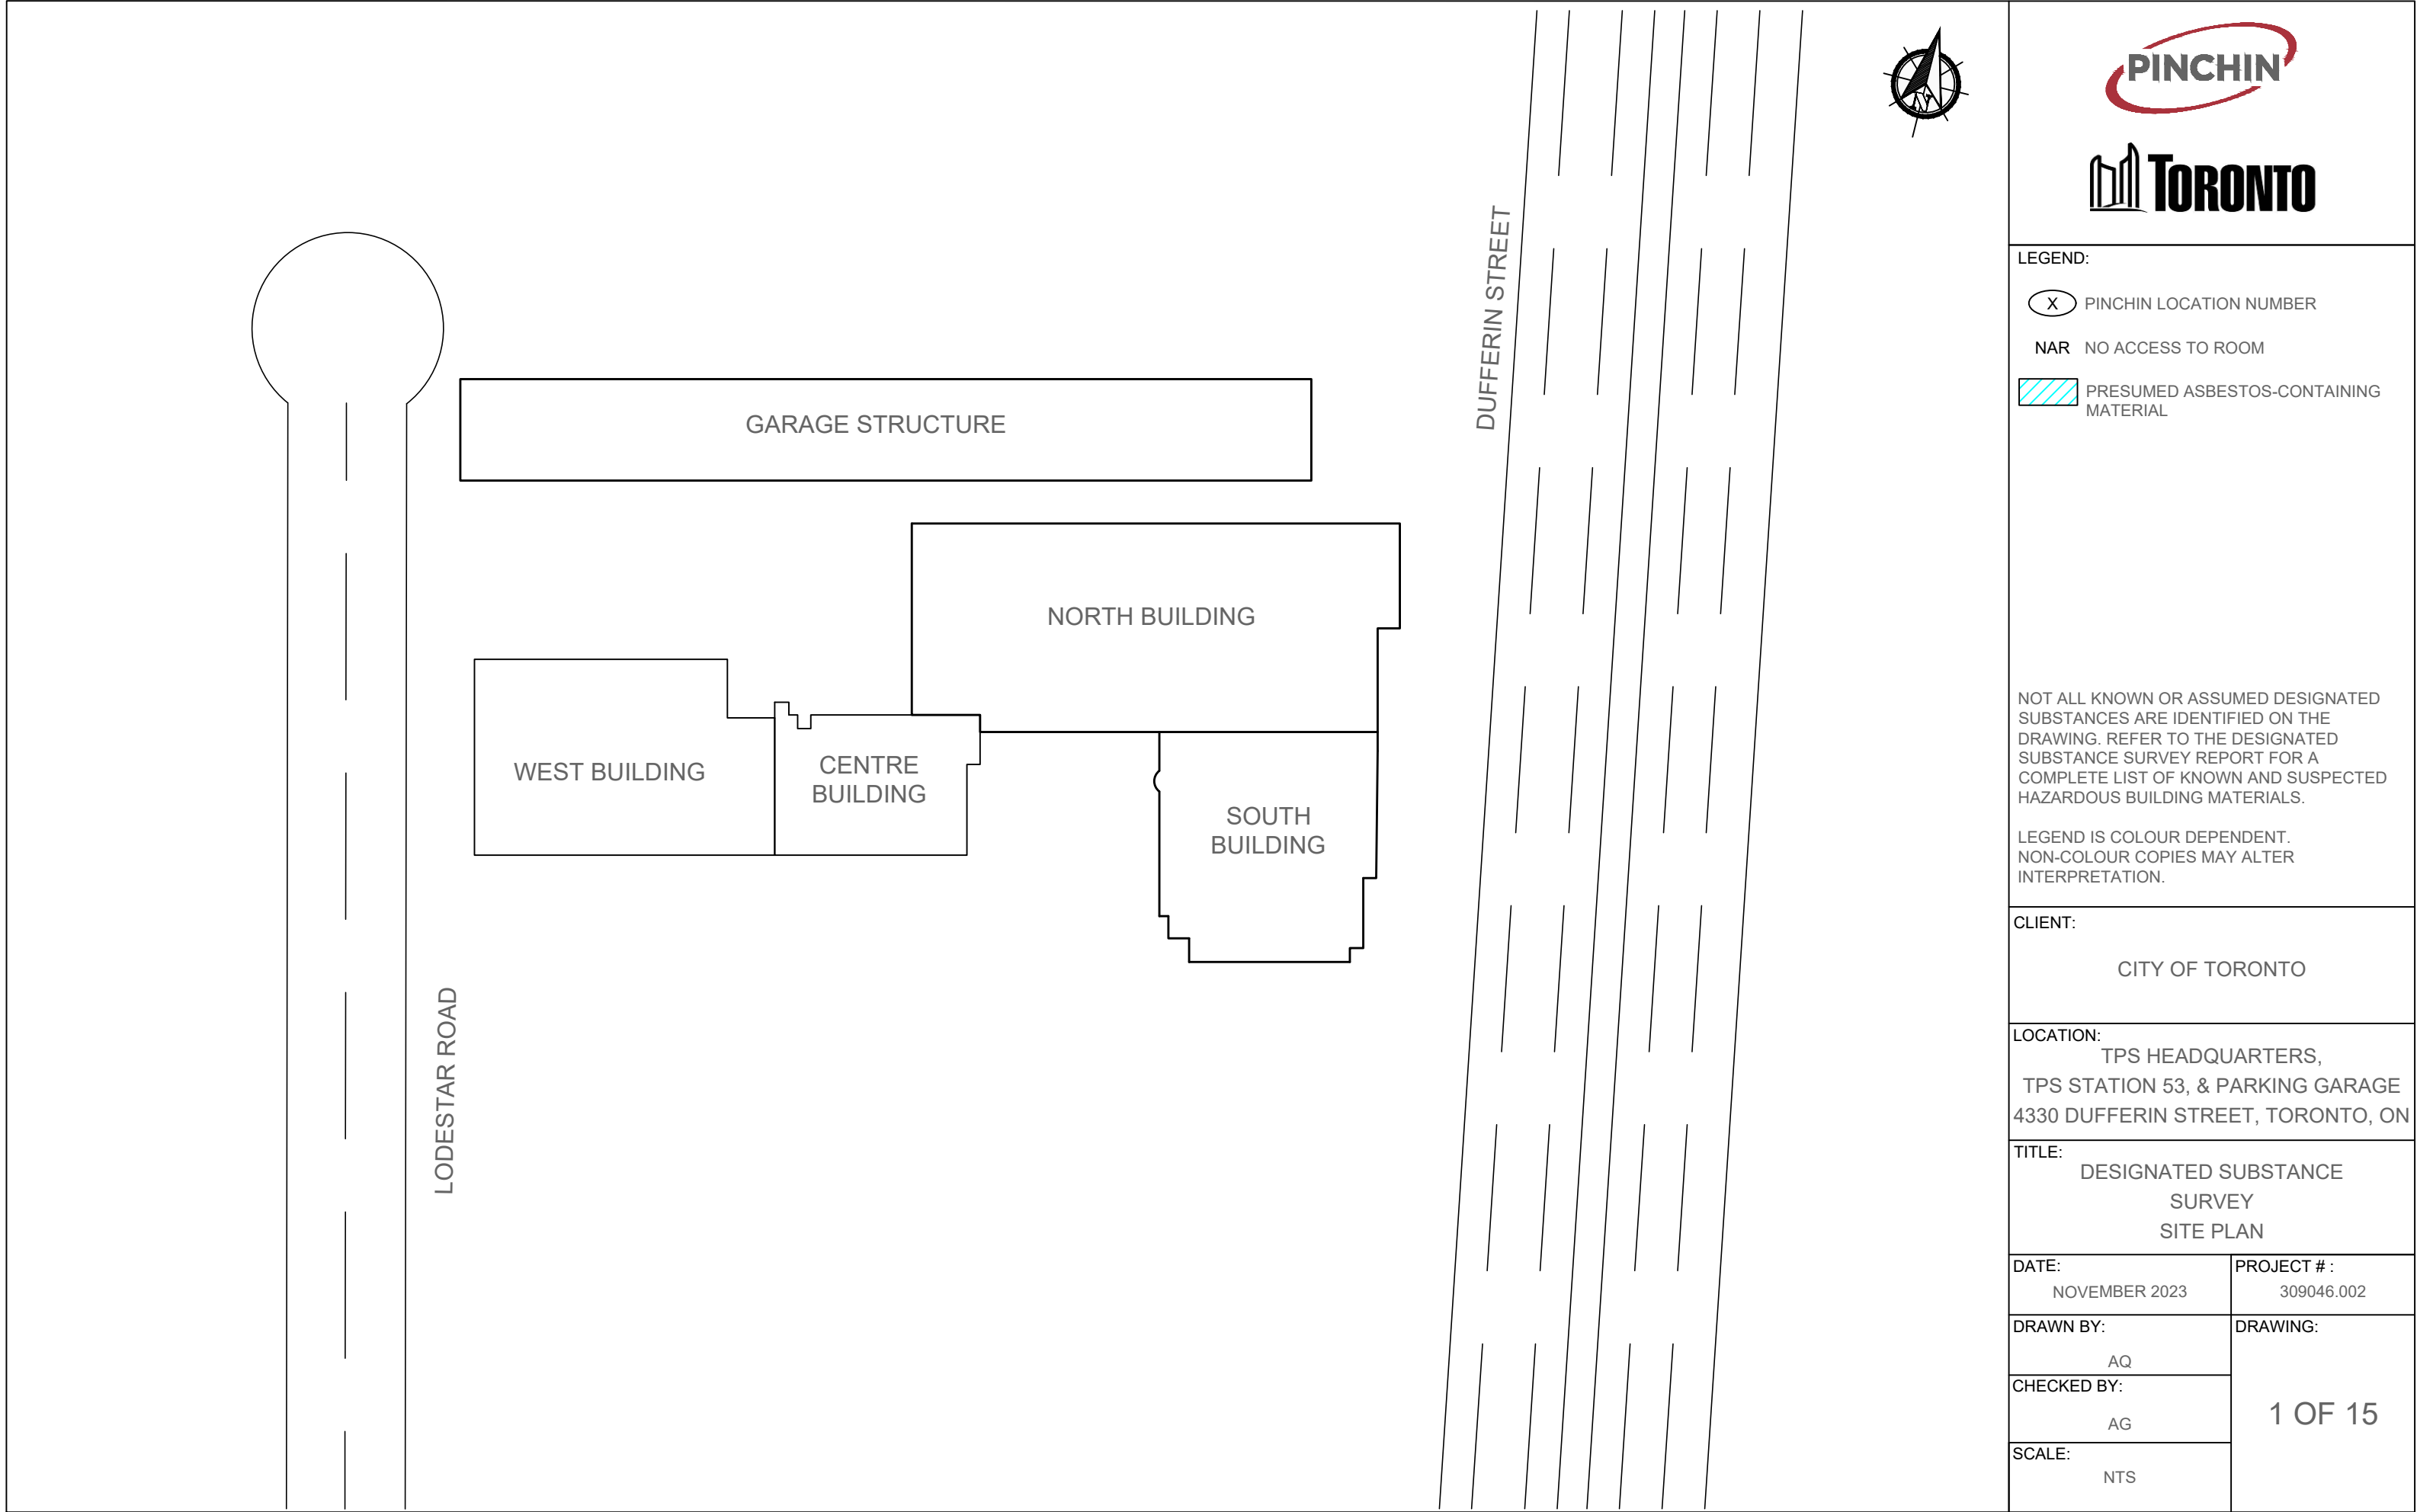 DUFFERIN STREET
GARAGE STRUCTURE
NORTH BUILDING
WEST BUILDING
CENTRE
BUILDING
SOUTH
BUILDING
LODESTAR ROAD
N
PINCHIN
TORONTO
LEGEND:
X PINCHIN LOCATION NUMBER
NAR NO ACCESS TO ROOM
PRESUMED ASBESTOS-CONTAINING
MATERIAL
NOT ALL KNOWN OR ASSUMED DESIGNATED
SUBSTANCES ARE IDENTIFIED ON THE
DRAWING. REFER TO THE DESIGNATED
SUBSTANCE SURVEY REPORT FOR A
COMPLETE LIST OF KNOWN AND SUSPECTED
HAZARDOUS BUILDING MATERIALS.
LEGEND IS COLOUR DEPENDENT.
NON-COLOUR COPIES MAY ALTER
INTERPRETATION.
CLIENT:
CITY OF TORONTO
LOCATION:
TPS HEADQUARTERS,
TPS STATION 53, & PARKING GARAGE
4330 DUFFERIN STREET, TORONTO, ON
TITLE:
DESIGNATED SUBSTANCE
SURVEY
SITE PLAN
DATE:
NOVEMBER 2023
PROJECT # :
309046.002
DRAWN BY:
AQ
CHECKED BY:
AG
SCALE:
NTS
DRAWING:
1 OF 15